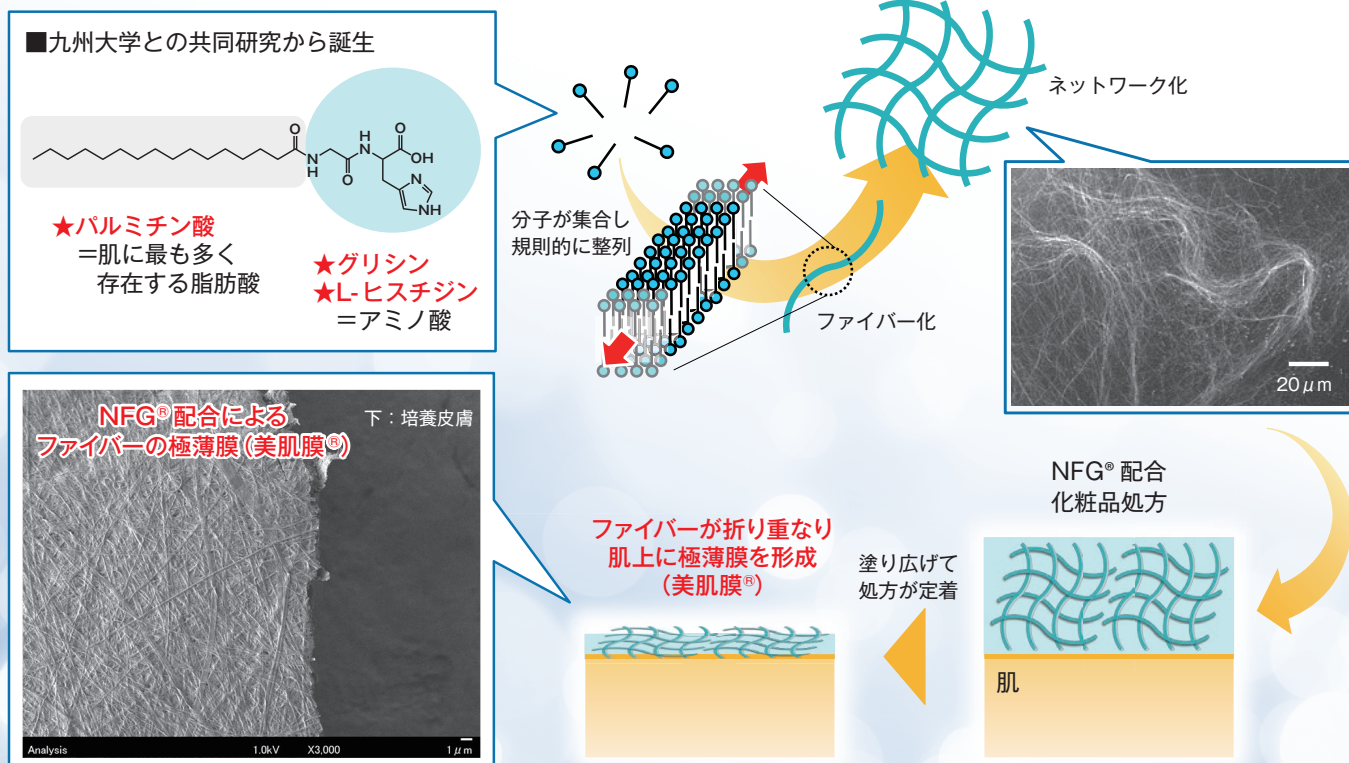 ■九州大学との共同研究から誕生
O
N
H
O
H
N
O
OH
N
NH
★パルミチン酸
=肌に最も多く
存在する脂肪酸
★グリシン
★L-ヒスチジン
=アミノ酸
分子が集合し
規則的に整列
ファイバー化
ネットワーク化
20μm
NFG®配合による
ファイバーの極薄膜(美肌膜®)
下:培養皮膚
Analysis 1.0kV X3,000 1μm
ファイバーが折り重なり
肌上に極薄膜を形成
(美肌膜®)
塗り広げて
処方が定着
NFG®配合
化粧品処方
肌